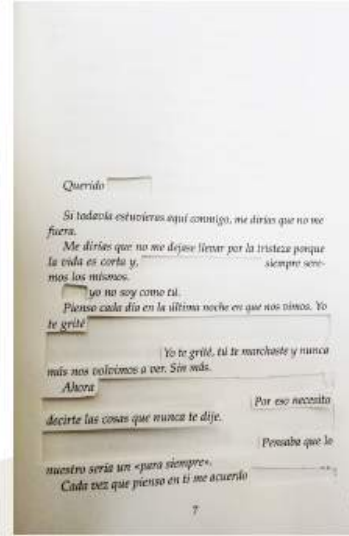 Querido
Si todavía estuvieras aquí conmigo, me dirías que no me
fuera.
Me dirías que no me dejase llevar por la tristeza porque
la vida es corta y, siempre sere-
mos los mismos.
yo no soy como tú.
Pienso cada día en la última noche en que nos vimos. Yo
te grité
Yo te grité, tú te marchaste y nunca
más nos volvimos a ver. Sin más.
Ahora
Por eso necesito
decirte las cosas que nunca te dije.
Pensaba que lo
nuestro sería un «para siempre».
Cada vez que pienso en ti me acuerdo
7